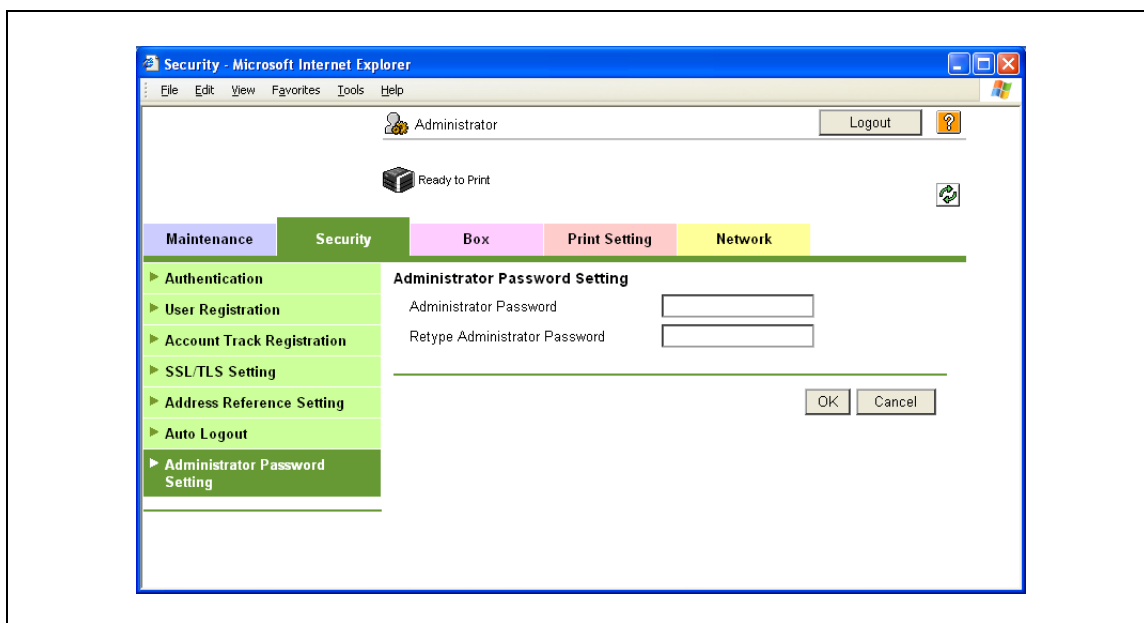 Security - Microsoft Internet Explorer
File Edit View Favorites Tools Help
Administrator
Logout
?
Ready to Print
Maintenance Security Box Print Setting Network
Authentication
User Registration
Account Track Registration
SSL/TLS Setting
Address Reference Setting
Auto Logout
Administrator Password
Setting
Administrator Password Setting
Administrator Password
Retype Administrator Password
OK Cancel